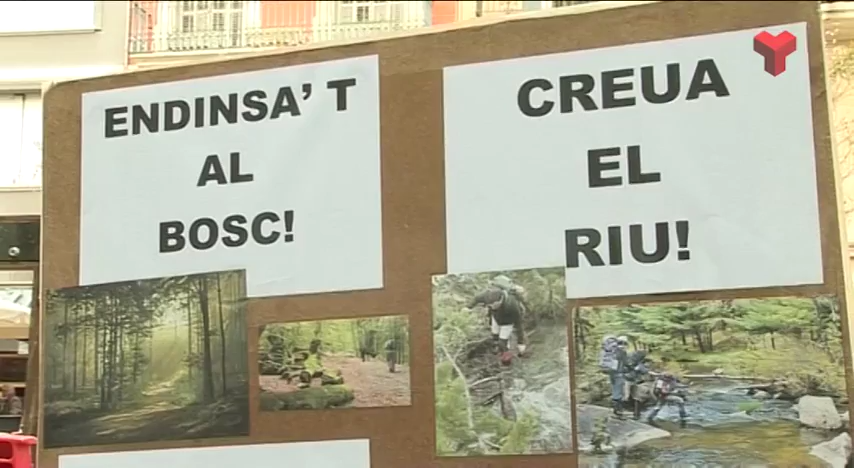 ENDINSA'T
AL
BOSC!
CREUA
EL
RIU!